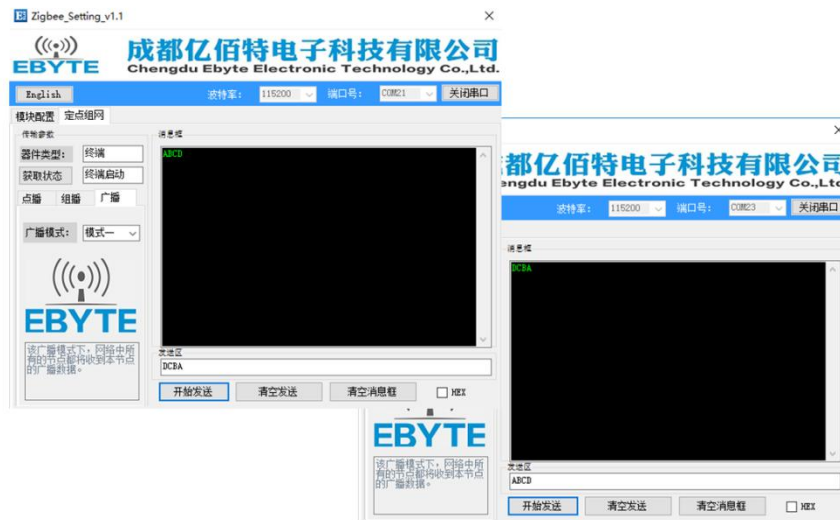 Zigbee_Setting_v1.1
((•)) EBYTE 成都亿佰特电子科技有限公司
Chengdu Ebyte Electronic Technology Co.,Ltd.
English 波特率: 115200 端口号: COM21 关闭串口
模块配置 定点组网
传输参数
器件类型: 终端
获取状态 终端启动
点播 组播 广播
广播模式: 模式一
EBYTE
该广播模式下,网络中所
有的节点都将收到本节点
的广播数据。
消息框
ABCD
发送区
DCBA
开始发送 清空发送 清空消息框 HEX
都亿佰特电子科技有限公司
engdu Ebyte Electronic Technology Co.,Ltd
波特率: 115200 端口号: COM23 关闭串口
消息框
DCBA
EBYTE
该广播模式下,网络中所
有的节点都将收到本节点
的广播数据。
发送区
ABCD
开始发送 清空发送 清空消息框 HEX